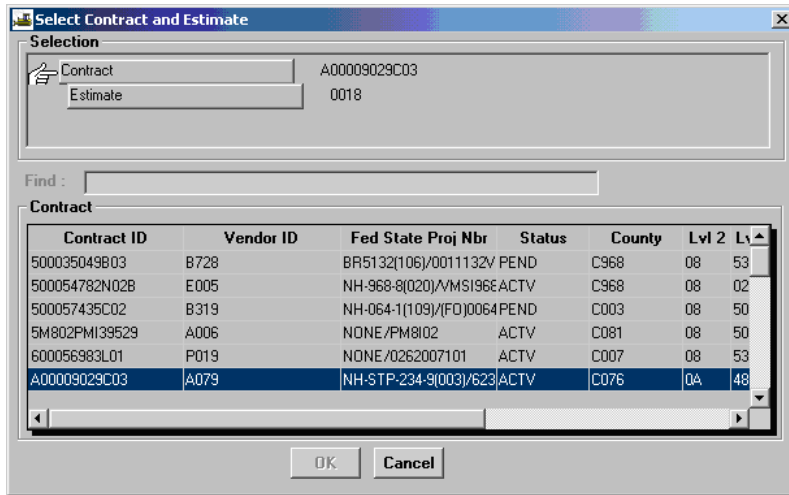 Select Contract and Estimate
Selection
Contract A00009029C03
Estimate 0018
Find :
Contract
Contract ID Vendor ID Fed State Proj Nbr Status County Lvl 2 Lv
500035049B03 B728 BR5132(106)/0011132V PEND C968 08 53
500054782N02B E005 NH-968-8(020)/VMSI968 ACTV C968 08 02
500057435C02 B319 NH-064-1(109)/(FO)0064 PEND C003 08 50
5M802PMI39529 A006 NONE/PM8I02 ACTV C081 08 50
600056983L01 P019 NONE/0262007101 ACTV C007 08 53
A00009029C03 A079 NH-STP-234-9(003)/623 ACTV C076 0A 48
OK Cancel